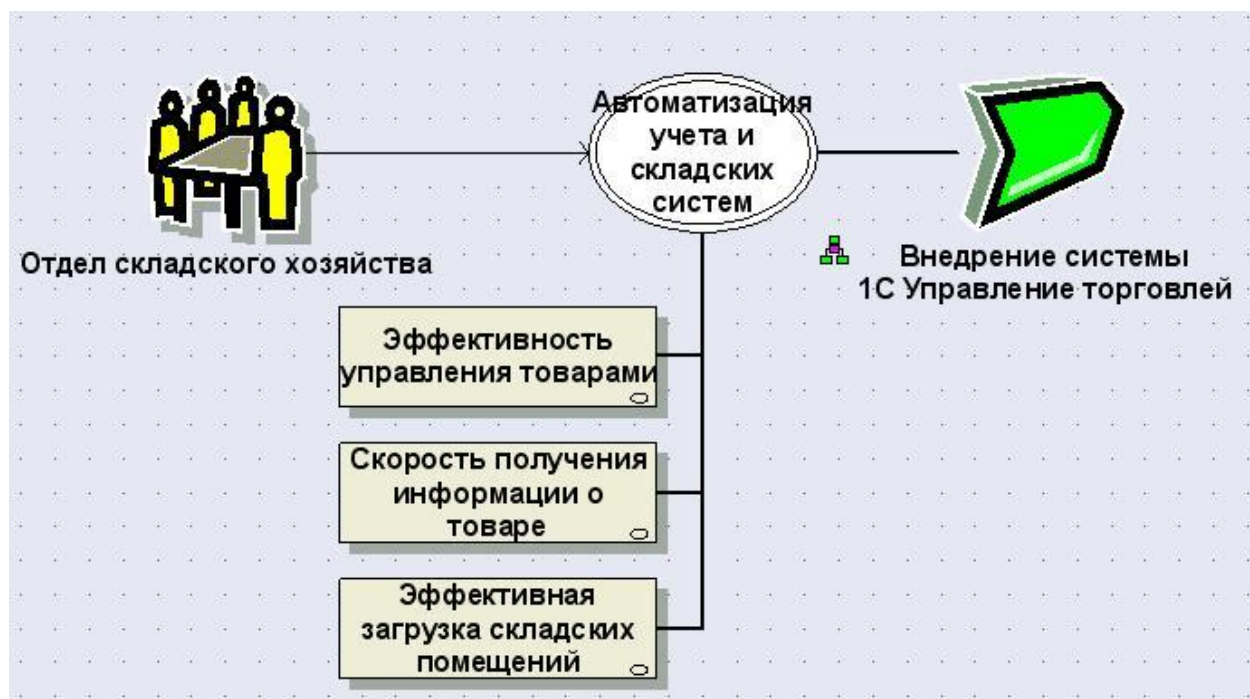 Автоматизация
учета и
складских
систем
Отдел складского хозяйства
Внедрение системы
1С Управление торговлей
Эффективность
управления товарами
Скорость получения
информации о
товаре
Эффективная
загрузка складских
помещений